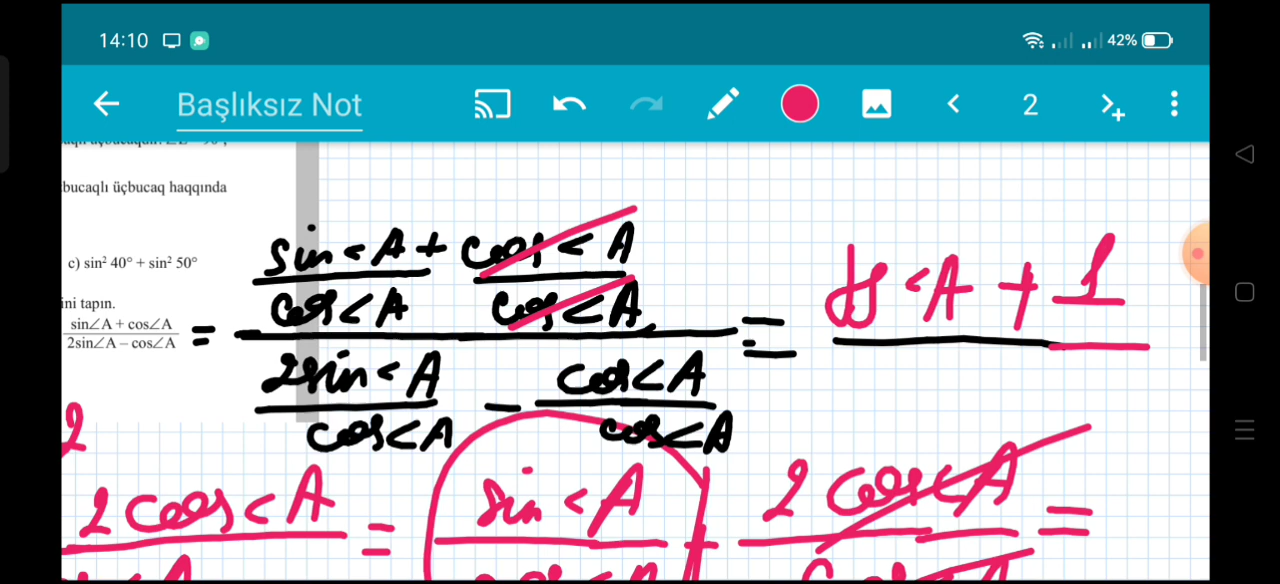 14:10 42%
Başlıksız Not 2
bucaqlı üçbucaq haqqında
c) sin² 40° + sin² 50°
ini tapın.
sin∠A + cos∠A
2sin∠A – cos∠A
= sin<A + cos<A
cos<A cos<A
= tg<A + 1
2sin<A - cos<A
cos<A cos<A
2
2cos<A = sin<A + 2cos<A =